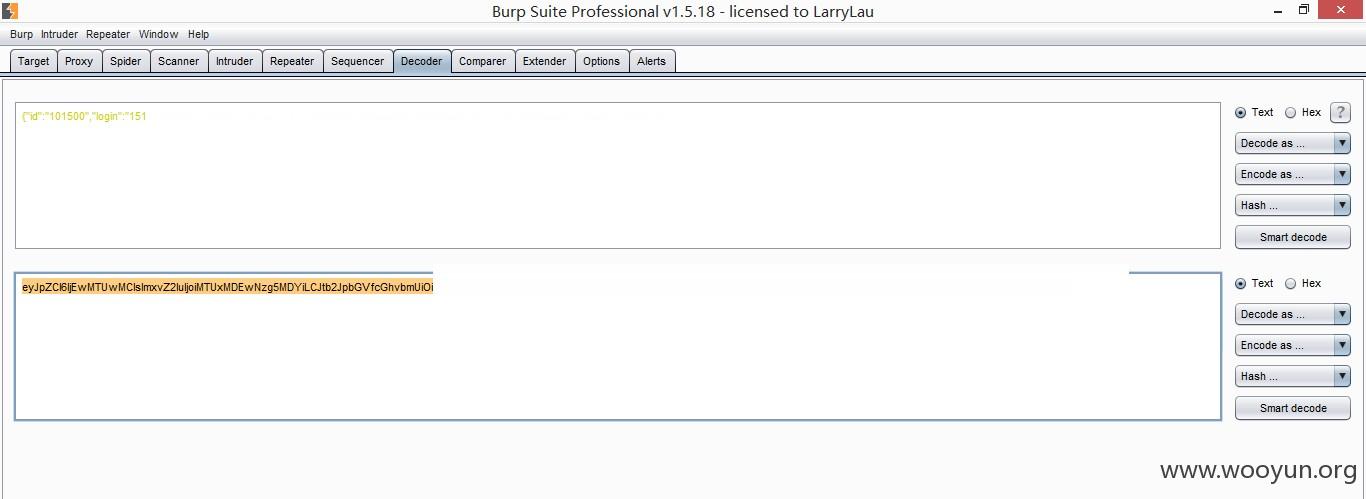 Burp Suite Professional v1.5.18 - licensed to LarryLau
Burp Intruder Repeater Window Help
Target Proxy Spider Scanner Intruder Repeater Sequencer Decoder Comparer Extender Options Alerts
{"id":"101500","login":"151
Text Hex ?
Decode as ...
Encode as ...
Hash ...
Smart decode
eyJpZCI6IjEwMTUwMCIsImxvZ2luIjoiMTUxMDEwNzg5MDYiLCJtb2JpbGVfcGhvbmUiOi
Text Hex
Decode as ...
Encode as ...
Hash ...
Smart decode
www.wooyun.org